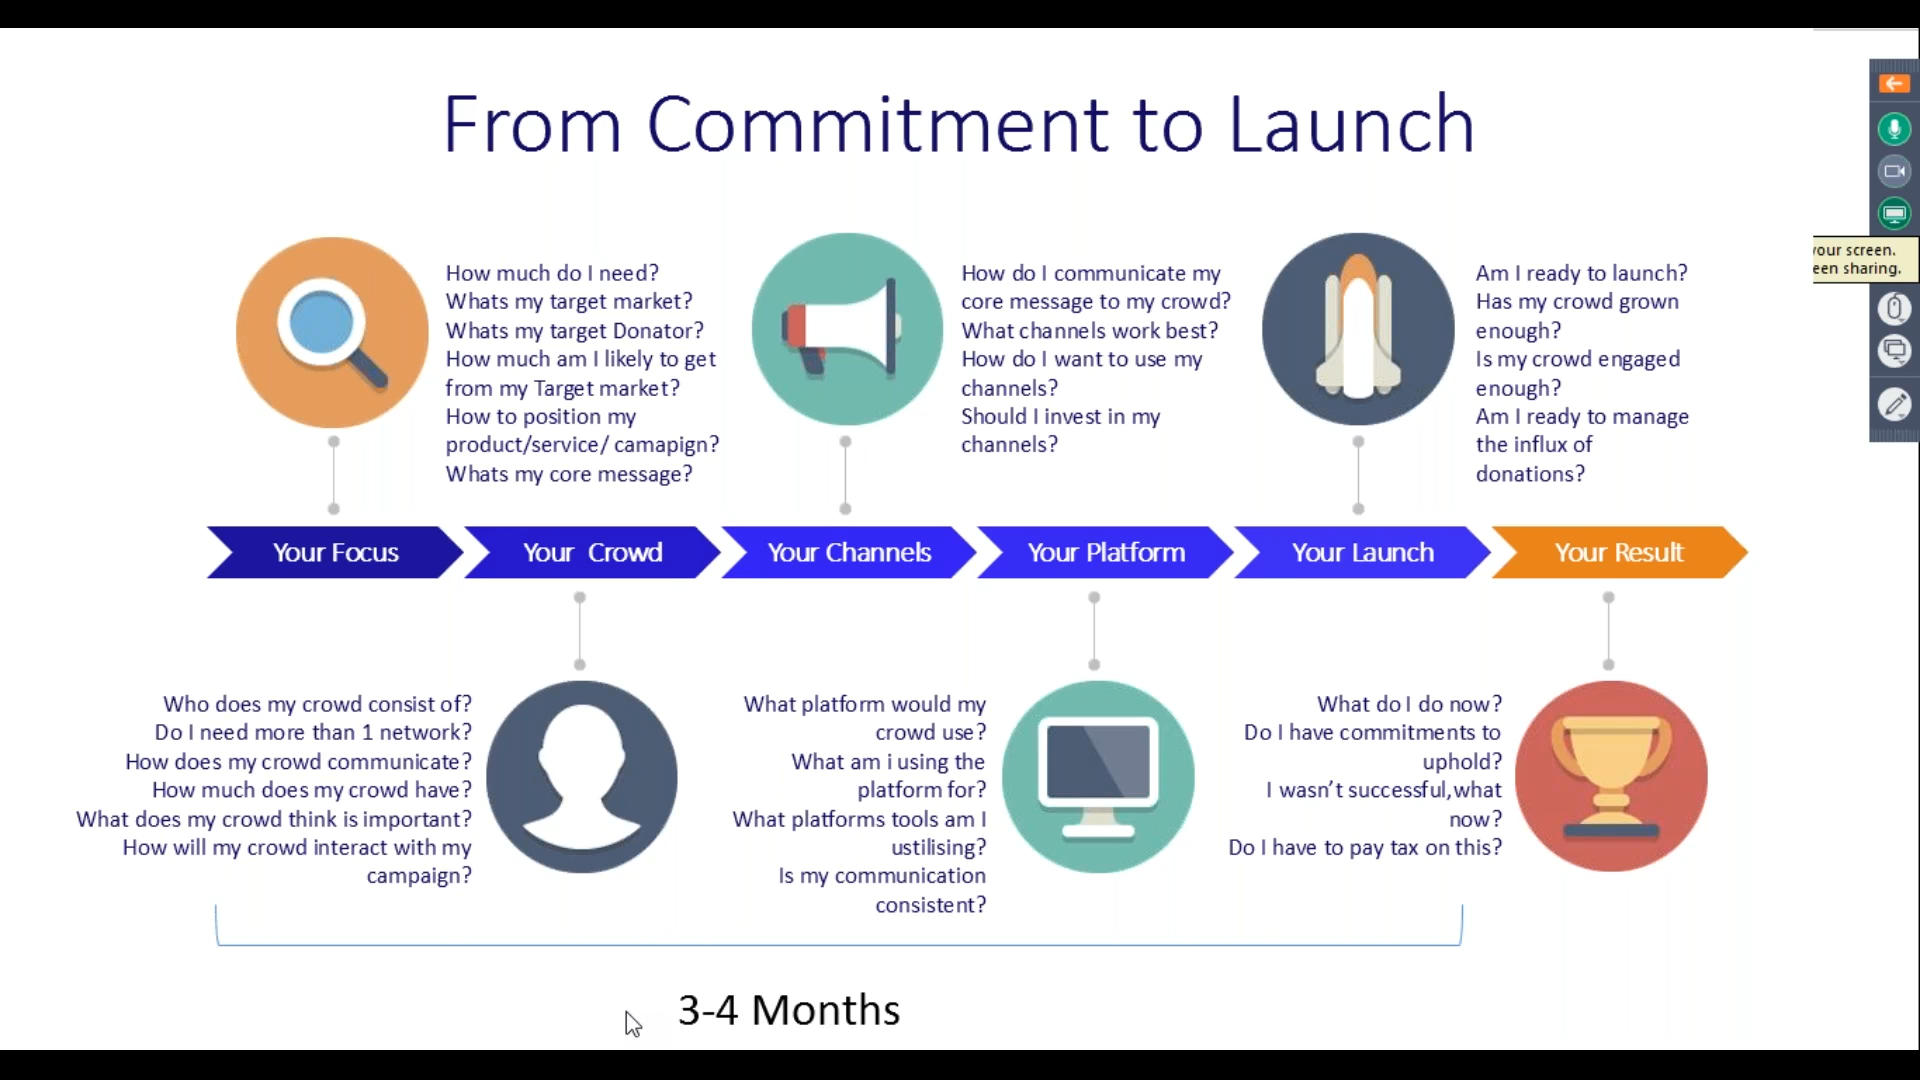 From Commitment to Launch
How much do I need?
Whats my target market?
Whats my target Donator?
How much am I likely to get
from my Target market?
How to position my
product/service/ camapign?
Whats my core message?
How do I communicate my
core message to my crowd?
What channels work best?
How do I want to use my
channels?
Should I invest in my
channels?
Am I ready to launch?
Has my crowd grown
enough?
Is my crowd engaged
enough?
Am I ready to manage
the influx of
donations?
your screen.
een sharing.
Your Focus
Your Crowd
Your Channels
Your Platform
Your Launch
Your Result
Who does my crowd consist of?
Do I need more than 1 network?
How does my crowd communicate?
How much does my crowd have?
What does my crowd think is important?
How will my crowd interact with my
campaign?
What platform would my
crowd use?
What am i using the
platform for?
What platforms tools am I
ustilising?
Is my communication
consistent?
What do I do now?
Do I have commitments to
uphold?
I wasn't successful,what
now?
Do I have to pay tax on this?
3-4 Months